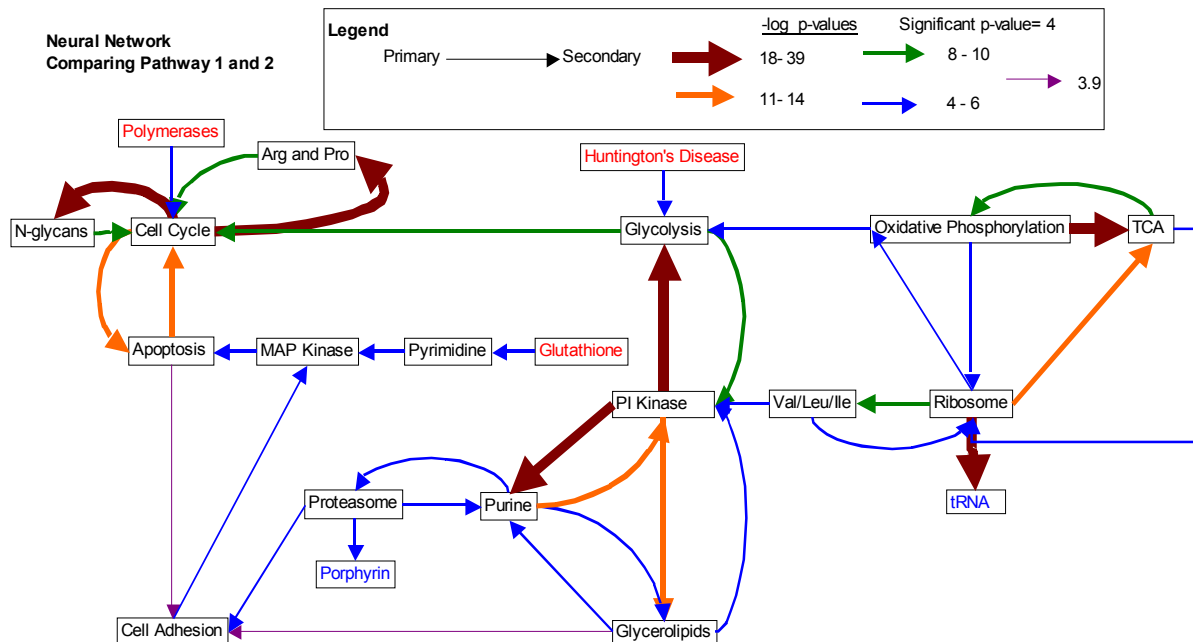 Neural Network
Comparing Pathway 1 and 2
Legend
-log p-values
Significant p-value= 4
Primary
Secondary
18- 39
8 - 10
3.9
11- 14
4 - 6
Polymerases
Arg and Pro
Huntington's Disease
N-glycans
Cell Cycle
Glycolysis
Oxidative Phosphorylation
TCA
Apoptosis
MAP Kinase
Pyrimidine
Glutathione
PI Kinase
Val/Leu/Ile
Ribosome
Proteasome
Purine
tRNA
Porphyrin
Cell Adhesion
Glycerolipids